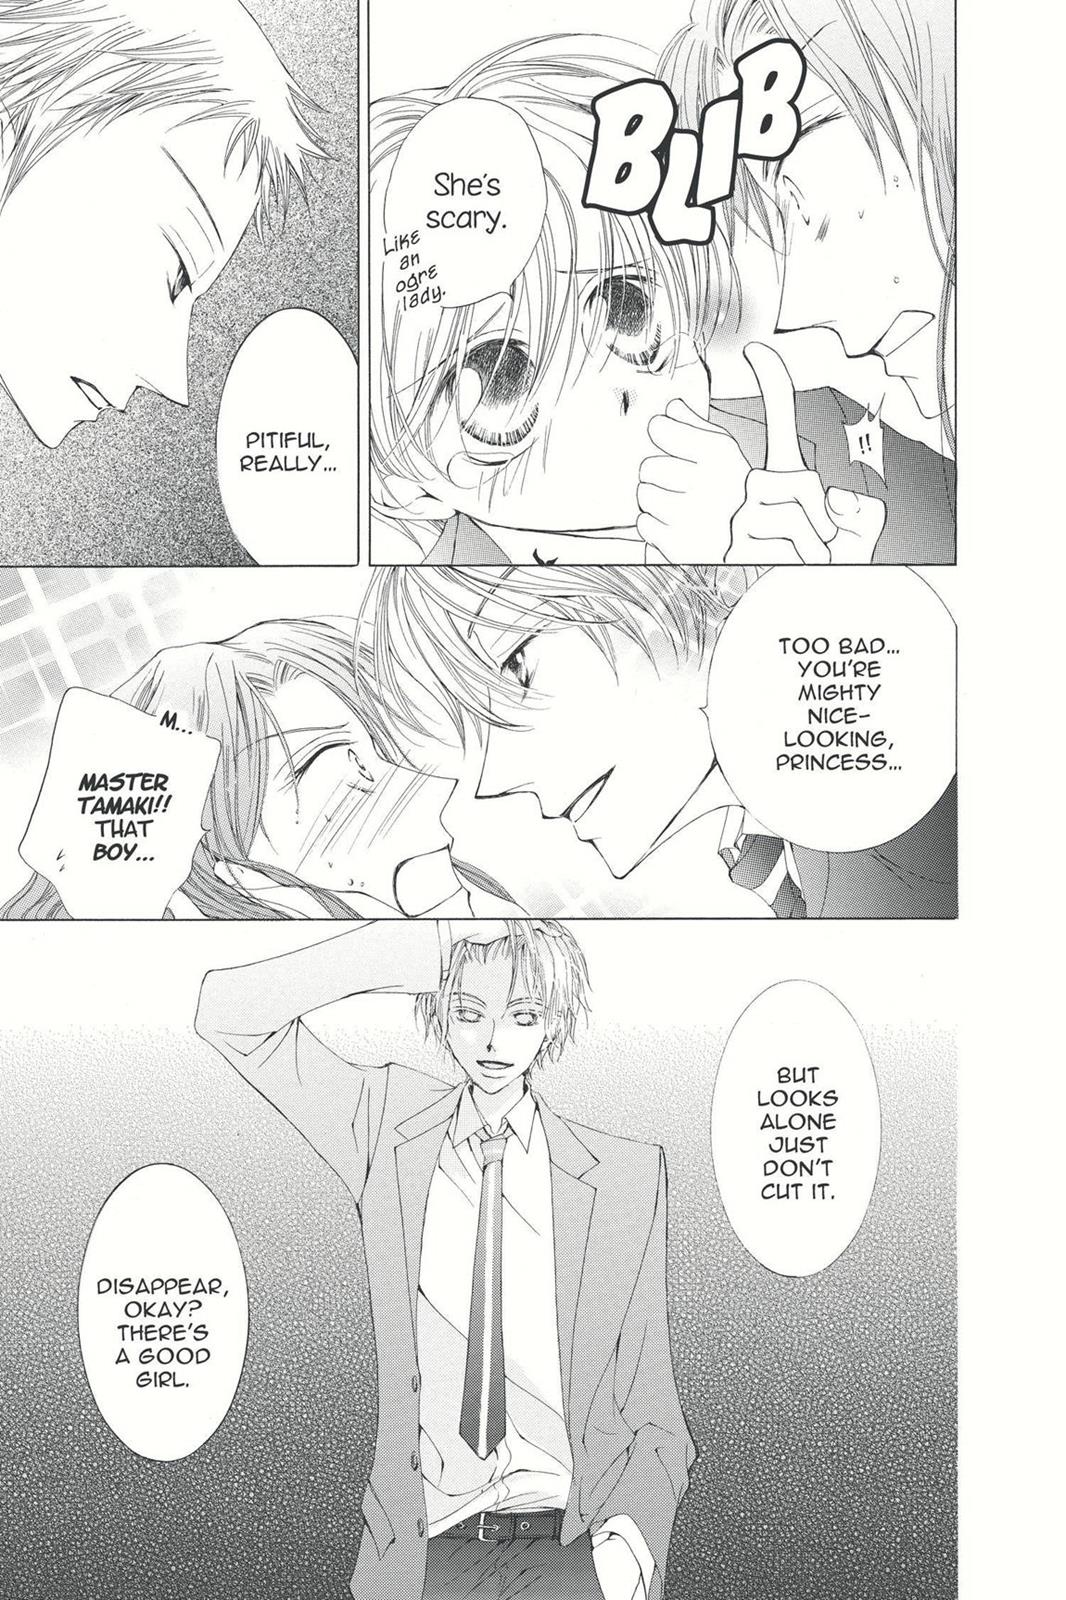 BLIB
She's
scary.
Like
an
ogre
lady.
!!
PITIFUL,
REALLY...
TOO BAD...
YOU'RE
MIGHTY
NICE-
LOOKING,
PRINCESS...
M...
MASTER
TAMAKI!!
THAT
BOY...
BUT
LOOKS
ALONE
JUST
DON'T
CUT IT.
DISAPPEAR,
OKAY?
THERE'S
A GOOD
GIRL.